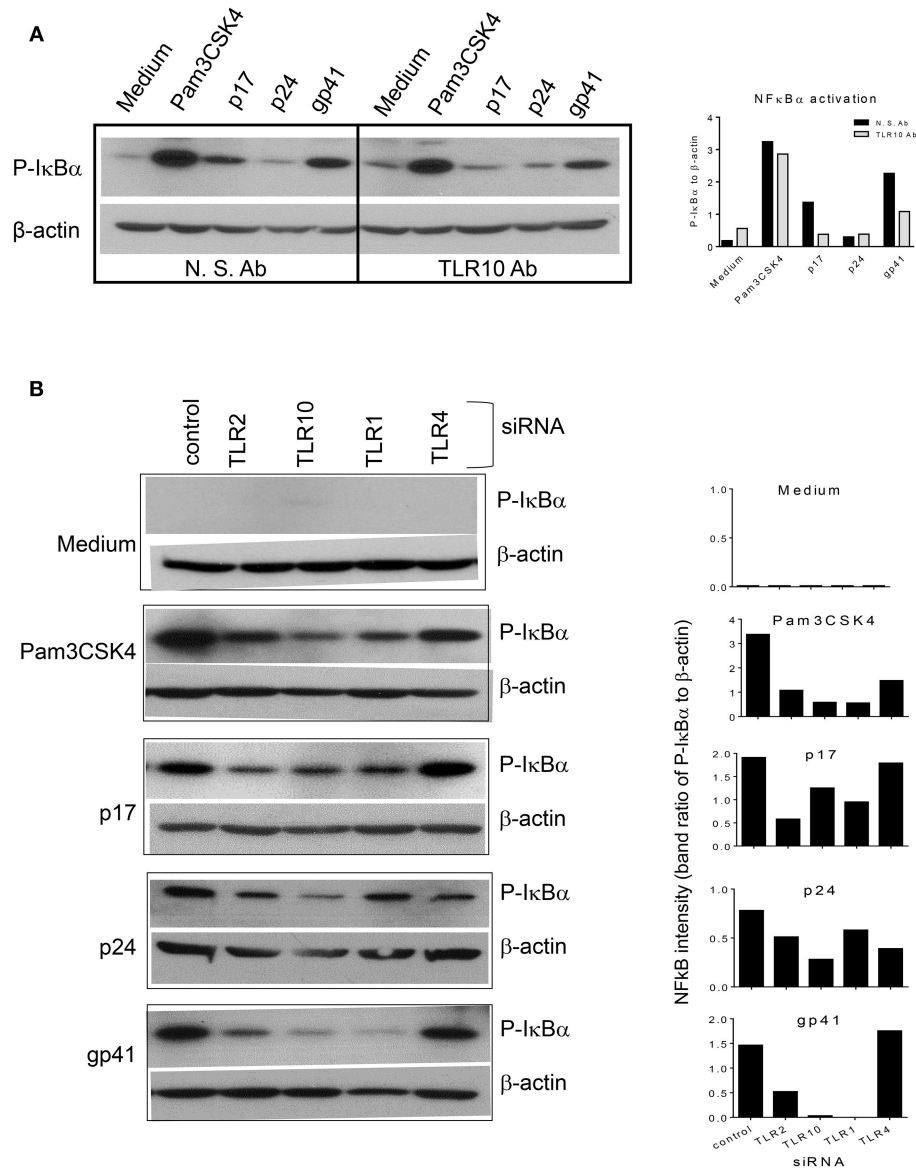 A
Medium Pam3CSK4 p17 p24 gp41 Medium Pam3CSK4 p17 p24 gp41
P-IκBα
β-actin
N. S. Ab TLR10 Ab
NFκBα activation
N. S. Ab
TLR10 Ab
P-IκBα to β-actin
4
3
2
1
0
Medium Pam3CSK4 p17 p24 gp41
B
control TLR2 TLR10 TLR1 TLR4 siRNA
Medium
P-IκBα
β-actin
Pam3CSK4
P-IκBα
β-actin
p17
P-IκBα
β-actin
p24
P-IκBα
β-actin
gp41
P-IκBα
β-actin
NFkB intensity (band ratio of P-IκBα to β-actin)
Medium
1.0
0.5
0.0
Pam3CSK4
4
3
2
1
0
p17
2.0
1.5
1.0
0.5
0.0
p24
1.0
0.5
0.0
gp41
2.0
1.5
1.0
0.5
0.0
control TLR2 TLR10 TLR1 TLR4
siRNA